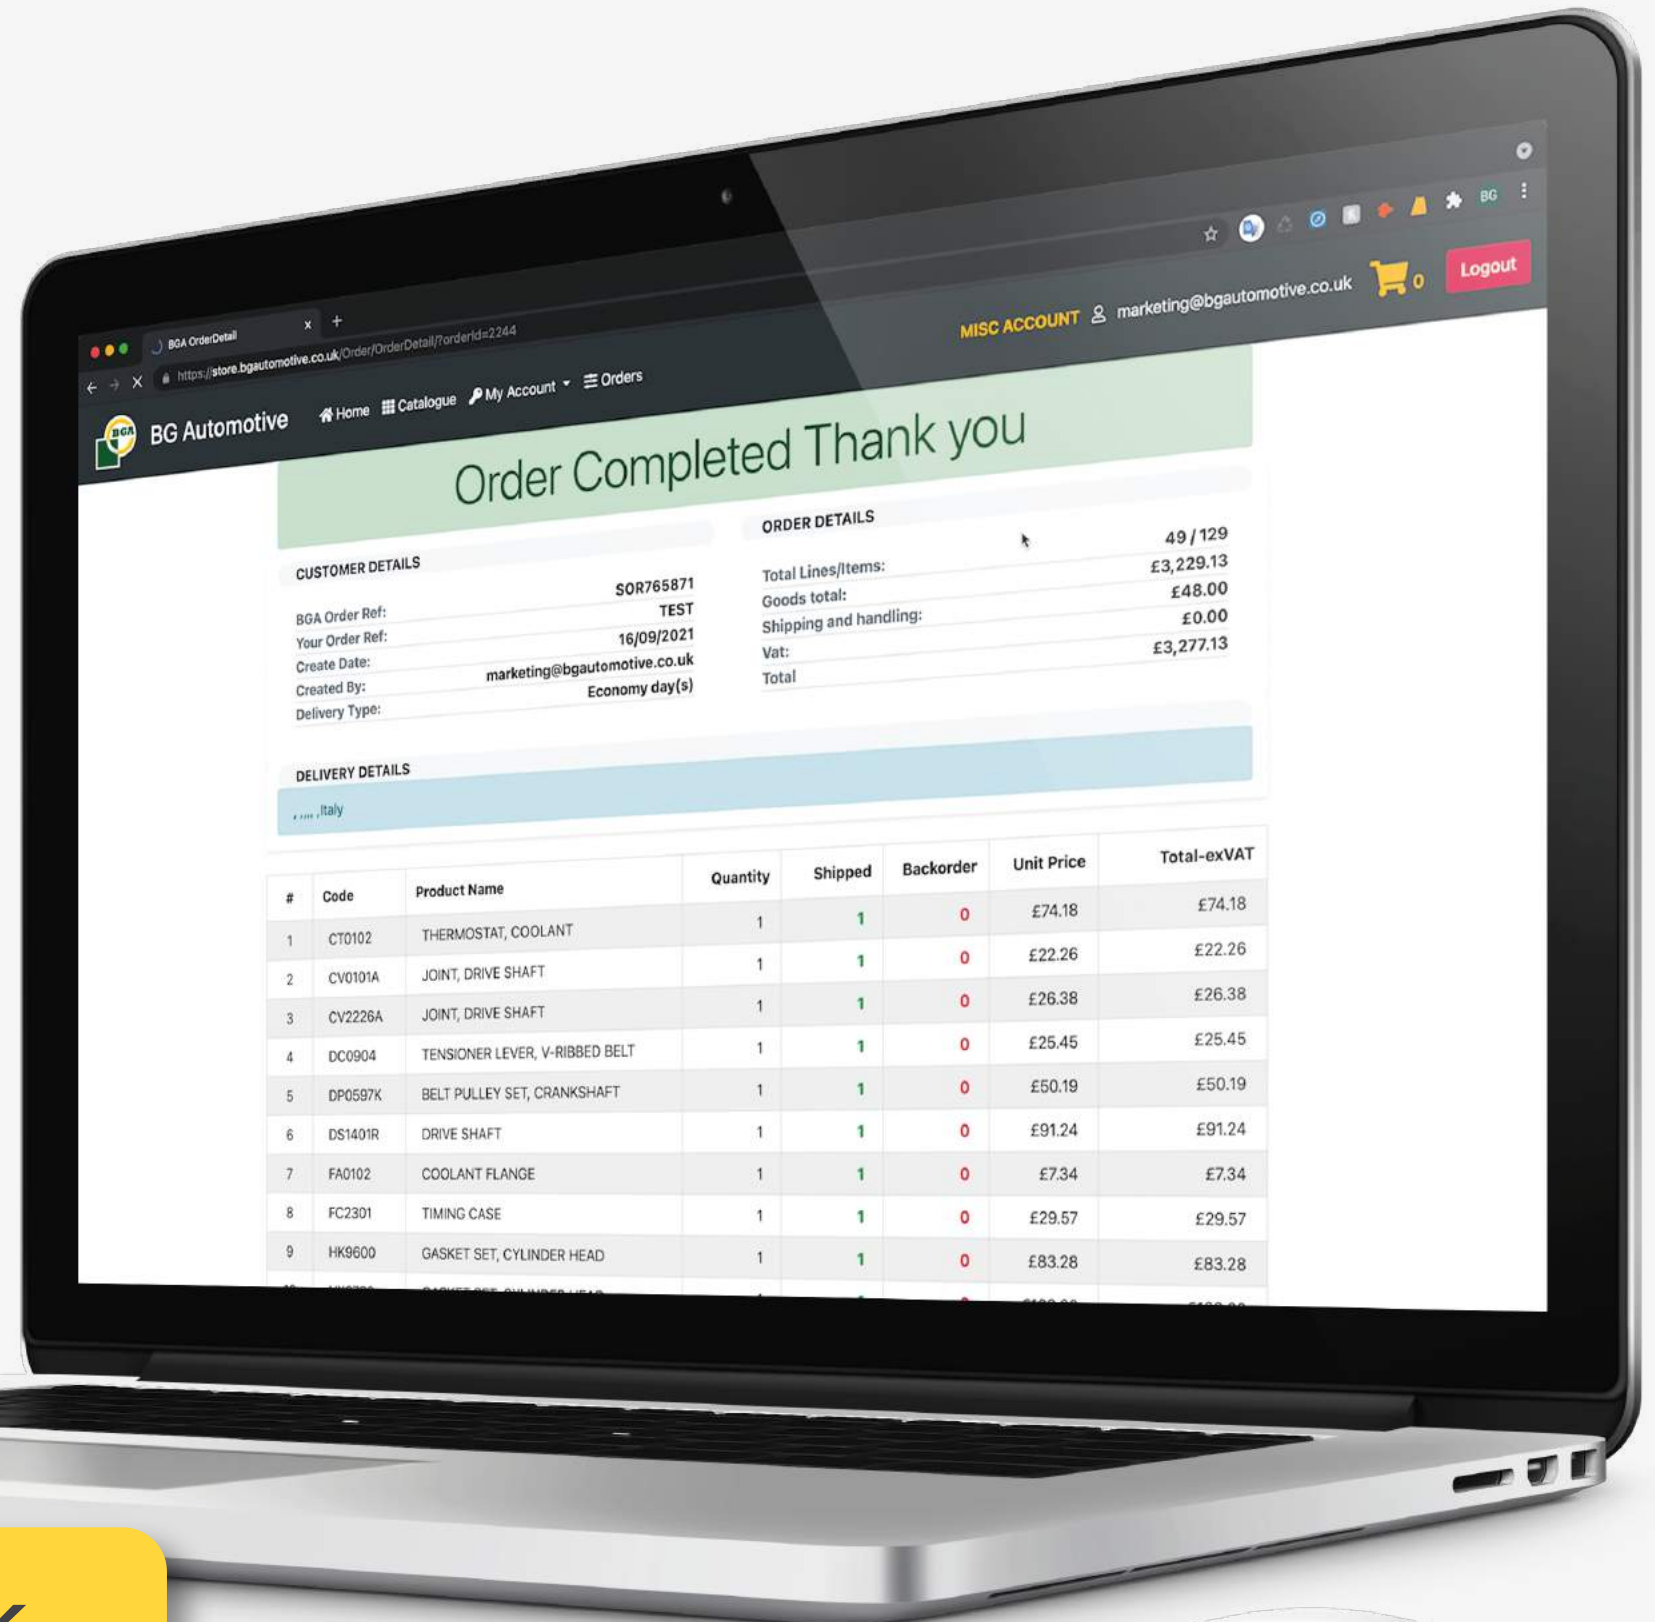 BGA OrderDetail
https://store.bgautomotive.co.uk/Order/OrderDetail/?orderId=2244
BG
BGA
BG Automotive
Home Catalogue My Account Orders
MISC ACCOUNT marketing@bgautomotive.co.uk 0 Logout
Order Completed Thank you
CUSTOMER DETAILS
BGA Order Ref: SOR765871
Your Order Ref: TEST
Create Date: 16/09/2021
Created By: marketing@bgautomotive.co.uk
Delivery Type: Economy day(s)
ORDER DETAILS
Total Lines/Items: 49 / 129
Goods total: £3,229.13
Shipping and handling: £48.00
Vat: £0.00
Total £3,277.13
DELIVERY DETAILS
, ,,,, ,Italy
# Code Product Name Quantity Shipped Backorder Unit Price Total-exVAT
1 CT0102 THERMOSTAT, COOLANT 1 1 0 £74.18 £74.18
2 CV0101A JOINT, DRIVE SHAFT 1 1 0 £22.26 £22.26
3 CV2226A JOINT, DRIVE SHAFT 1 1 0 £26.38 £26.38
4 DC0904 TENSIONER LEVER, V-RIBBED BELT 1 1 0 £25.45 £25.45
5 DP0597K BELT PULLEY SET, CRANKSHAFT 1 1 0 £50.19 £50.19
6 DS1401R DRIVE SHAFT 1 1 0 £91.24 £91.24
7 FA0102 COOLANT FLANGE 1 1 0 £7.34 £7.34
8 FC2301 TIMING CASE 1 1 0 £29.57 £29.57
9 HK9600 GASKET SET, CYLINDER HEAD 1 1 0 £83.28 £83.28